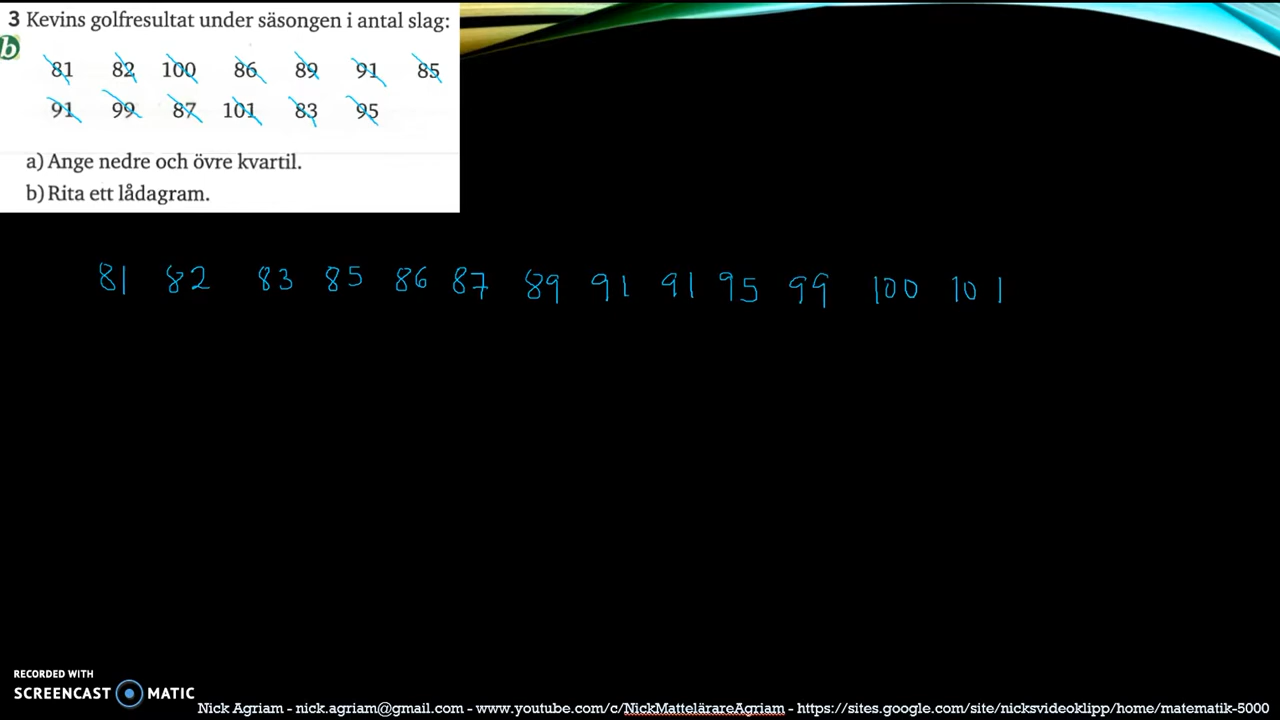 3 Kevins golfresultat under säsongen i antal slag:
b
81 82 100 86 89 91 85
91 99 87 101 83 95
a) Ange nedre och övre kvartil.
b) Rita ett lådagram.
81 82 83 85 86 87 89 91 91 95 99 100 101
RECORDED WITH
SCREENCAST MATIC
Nick Agriam - nick.agriam@gmail.com - www.youtube.com/c/NickMattelärareAgriam - https://sites.google.com/site/nicksvideoklipp/home/matematik-5000